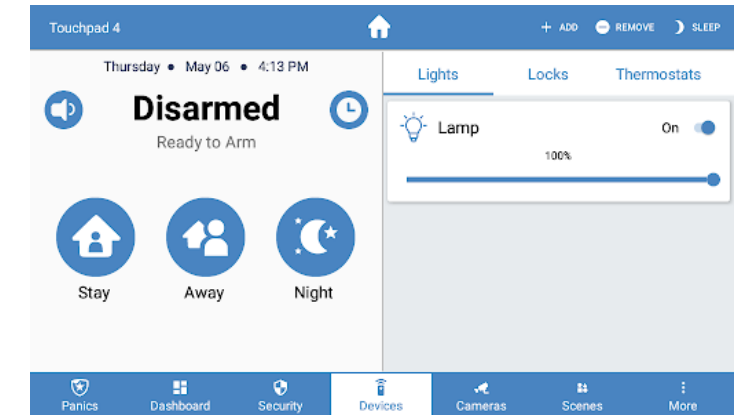 Touchpad 4
+ ADD
REMOVE
SLEEP
Thursday ● May 06 ● 4:13 PM
Disarmed
Ready to Arm
Stay
Away
Night
Lights
Locks
Thermostats
Lamp
On
100%
Panics
Dashboard
Security
Devices
Cameras
Scenes
More